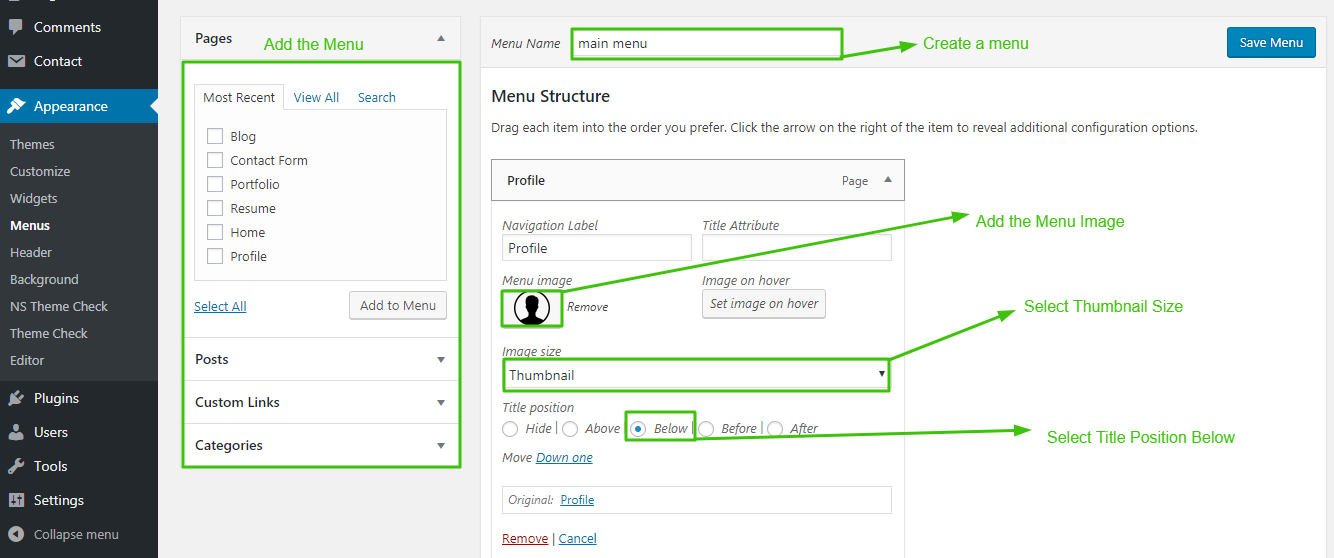 Comments
Contact
Appearance
Themes
Customize
Widgets
Menus
Header
Background
NS Theme Check
Theme Check
Editor
Plugins
Users
Tools
Settings
Collapse menu
Pages
Add the Menu
Most Recent View All Search
Blog
Contact Form
Portfolio
Resume
Home
Profile
Select All Add to Menu
Posts
Custom Links
Categories
Menu Name main menu Create a menu Save Menu
Menu Structure
Drag each item into the order you prefer. Click the arrow on the right of the item to reveal additional configuration options.
Profile Page
Navigation Label Title Attribute
Profile
Add the Menu Image
Menu image Image on hover
Remove Set image on hover
Select Thumbnail Size
Image size
Thumbnail
Title position
Hide | Above Below | Before | After
Select Title Position Below
Move Down one
Original: Profile
Remove | Cancel